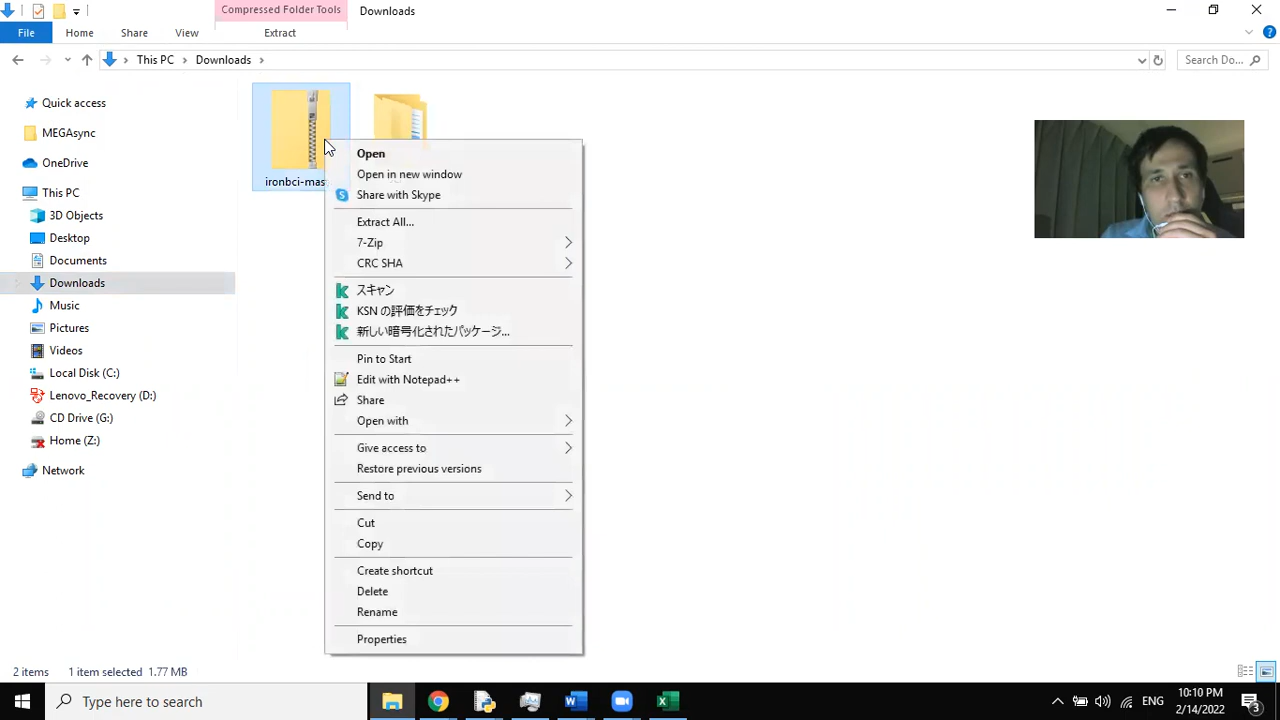 Compressed Folder Tools
Downloads
File
Home
Share
View
Extract
This PC
Downloads
Search Do...
Quick access
MEGAsync
OneDrive
This PC
3D Objects
Desktop
Documents
Downloads
Music
Pictures
Videos
Local Disk (C:)
Lenovo_Recovery (D:)
CD Drive (G:)
Home (Z:)
Network
Open
Open in new window
Share with Skype
Extract All...
7-Zip
CRC SHA
スキャン
KSN の評価をチェック
新しい暗号化されたパッケージ...
Pin to Start
Edit with Notepad++
Share
Open with
Give access to
Restore previous versions
Send to
Cut
Copy
Create shortcut
Delete
Rename
Properties
2 items
1 item selected 1.77 MB
Type here to search
ENG
10:10 PM
2/14/2022
3